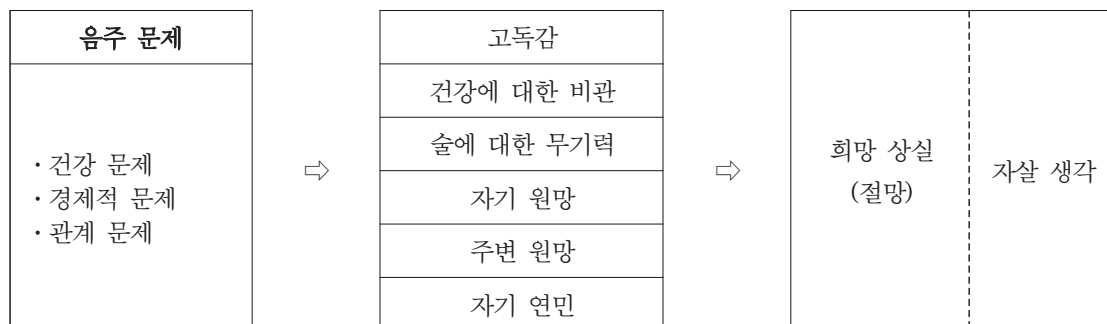 음주 문제
· 건강 문제
· 경제적 문제
· 관계 문제
⇨
고독감
건강에 대한 비관
술에 대한 무기력
자기 원망
주변 원망
자기 연민
⇨
희망 상실
(절망)
자살 생각